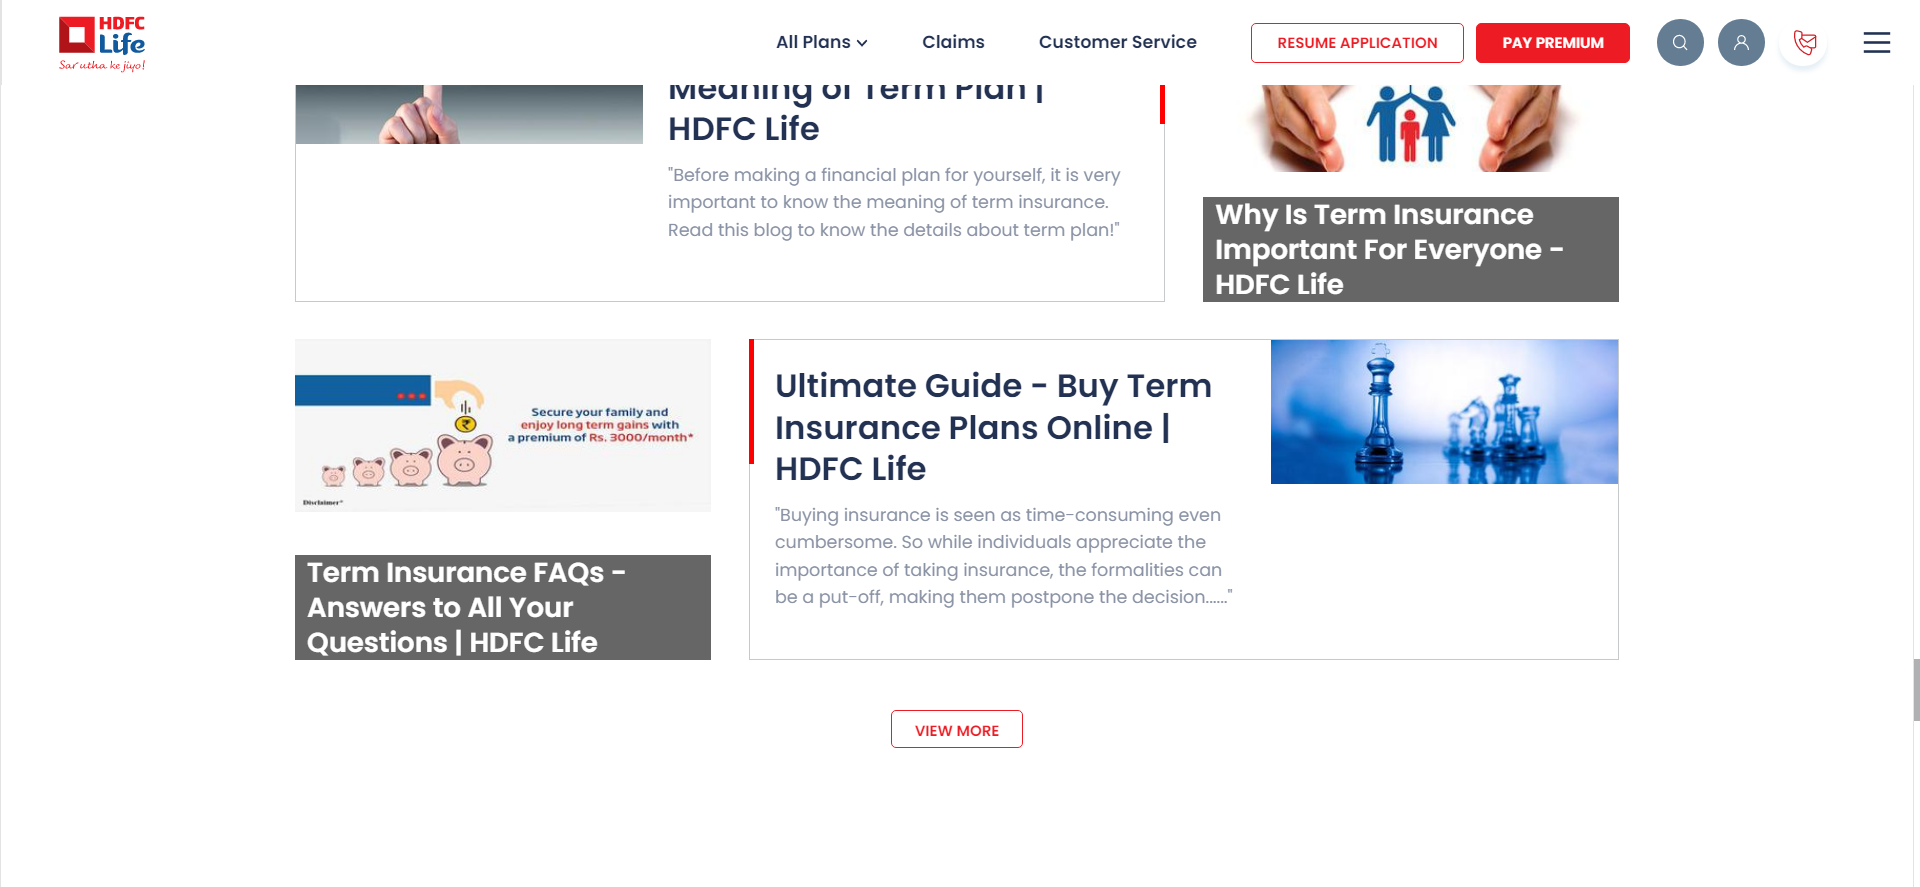 HDFC
Life
Sar utha ke jiyo!
All Plans
Claims
Customer Service
RESUME APPLICATION
PAY PREMIUM
Meaning of Term Plan |
HDFC Life
"Before making a financial plan for yourself, it is very
important to know the meaning of term insurance.
Read this blog to know the details about term plan!"
Why Is Term Insurance
Important For Everyone -
HDFC Life
Secure your family and
enjoy long term gains with
a premium of Rs. 3000/month*
₹
Disclaimer*
Term Insurance FAQs -
Answers to All Your
Questions | HDFC Life
Ultimate Guide - Buy Term
Insurance Plans Online |
HDFC Life
"Buying insurance is seen as time-consuming even
cumbersome. So while individuals appreciate the
importance of taking insurance, the formalities can
be a put-off, making them postpone the decision......"
VIEW MORE